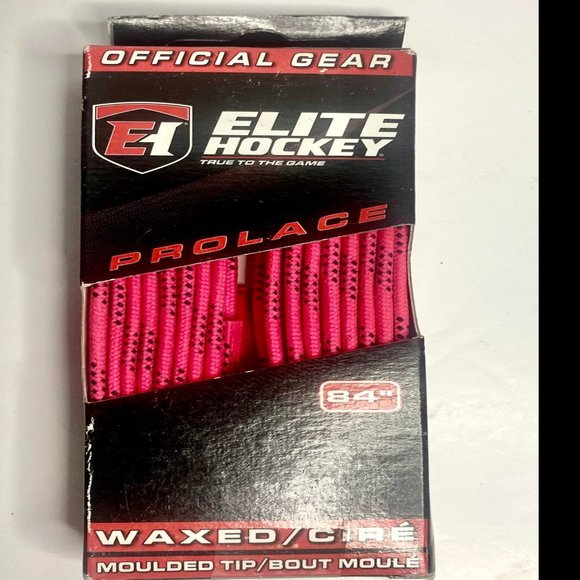 OFFICIAL GEAR
EH
ELITE
HOCKEY
TRUE TO THE GAME
PROLACE
84"
WAXED/CIRÉ
MOULDED TIP/BOUT MOULÉ